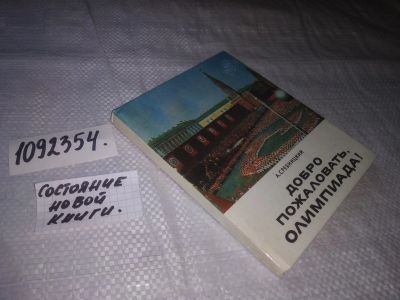 1092354.
СОСТОЯНИЕ
НОВОЙ
КНИГИ.
А.СРЕБНИЦКИЙ
ДОБРО
ПОЖАЛОВАТЬ,
ОЛИМПИАДА!